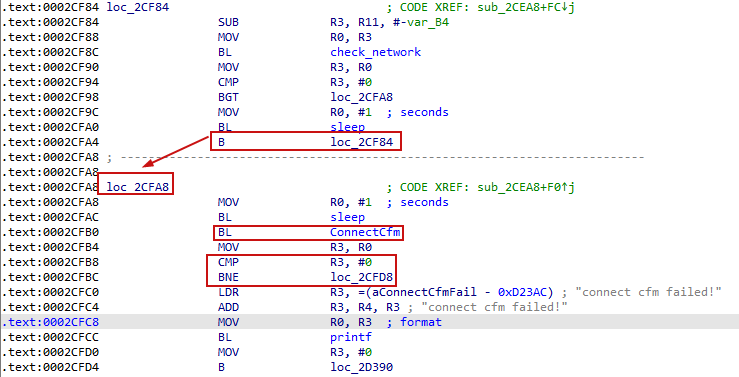 .text:0002CF84 loc_2CF84 ; CODE XREF: sub_2CEA8+FC↓j
.text:0002CF84 SUB R3, R11, #-var_B4
.text:0002CF88 MOV R0, R3
.text:0002CF8C BL check_network
.text:0002CF90 MOV R3, R0
.text:0002CF94 CMP R3, #0
.text:0002CF98 BGT loc_2CFA8
.text:0002CF9C MOV R0, #1 ; seconds
.text:0002CFA0 BL sleep
.text:0002CFA4 B loc_2CF84
.text:0002CFA8 ; ---------------------------------------------------------------------------
.text:0002CFA8
.text:0002CFA8 loc_2CFA8 ; CODE XREF: sub_2CEA8+F0↑j
.text:0002CFA8 MOV R0, #1 ; seconds
.text:0002CFAC BL sleep
.text:0002CFB0 BL ConnectCfm
.text:0002CFB4 MOV R3, R0
.text:0002CFB8 CMP R3, #0
.text:0002CFBC BNE loc_2CFD8
.text:0002CFC0 LDR R3, =(aConnectCfmFail - 0xD23AC) ; "connect cfm failed!"
.text:0002CFC4 ADD R3, R4, R3 ; "connect cfm failed!"
.text:0002CFC8 MOV R0, R3 ; format
.text:0002CFCC BL printf
.text:0002CFD0 MOV R3, #0
.text:0002CFD4 B loc_2D390